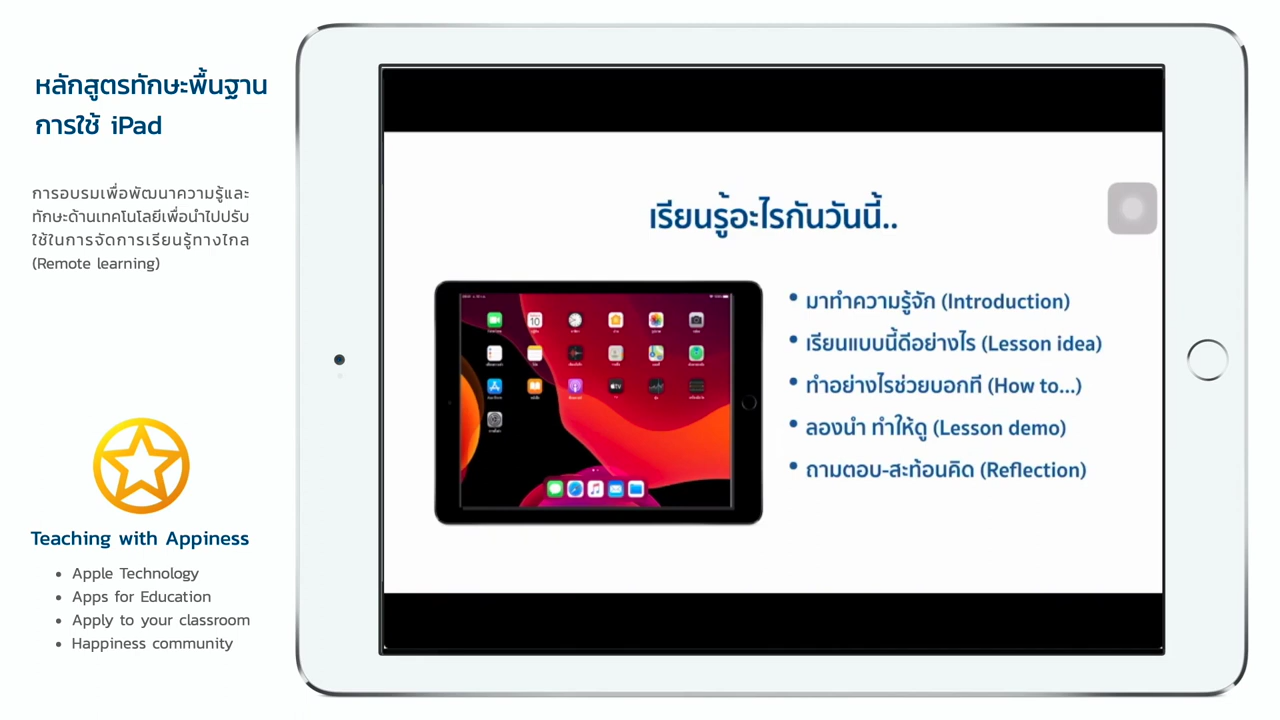 หลักสูตรทักษะพื้นฐาน
การใช้ iPad
การอบรมเพื่อพัฒนาความรู้และ
ทักษะด้านเทคโนโลยีเพื่อนำไปปรับ
ใช้ในการจัดการเรียนรู้ทางไกล
(Remote learning)
Teaching with Appiness
Apple Technology
Apps for Education
Apply to your classroom
Happiness community
เรียนรู้อะไรกันวันนี้..
• มาทำความรู้จัก (Introduction)
• เรียนแบบนี้ดีอย่างไร (Lesson idea)
• ทำอย่างไรช่วยบอกที (How to...)
• ลองนำ ทำให้ดู (Lesson demo)
• ถามตอบ-สะท้อนคิด (Reflection)